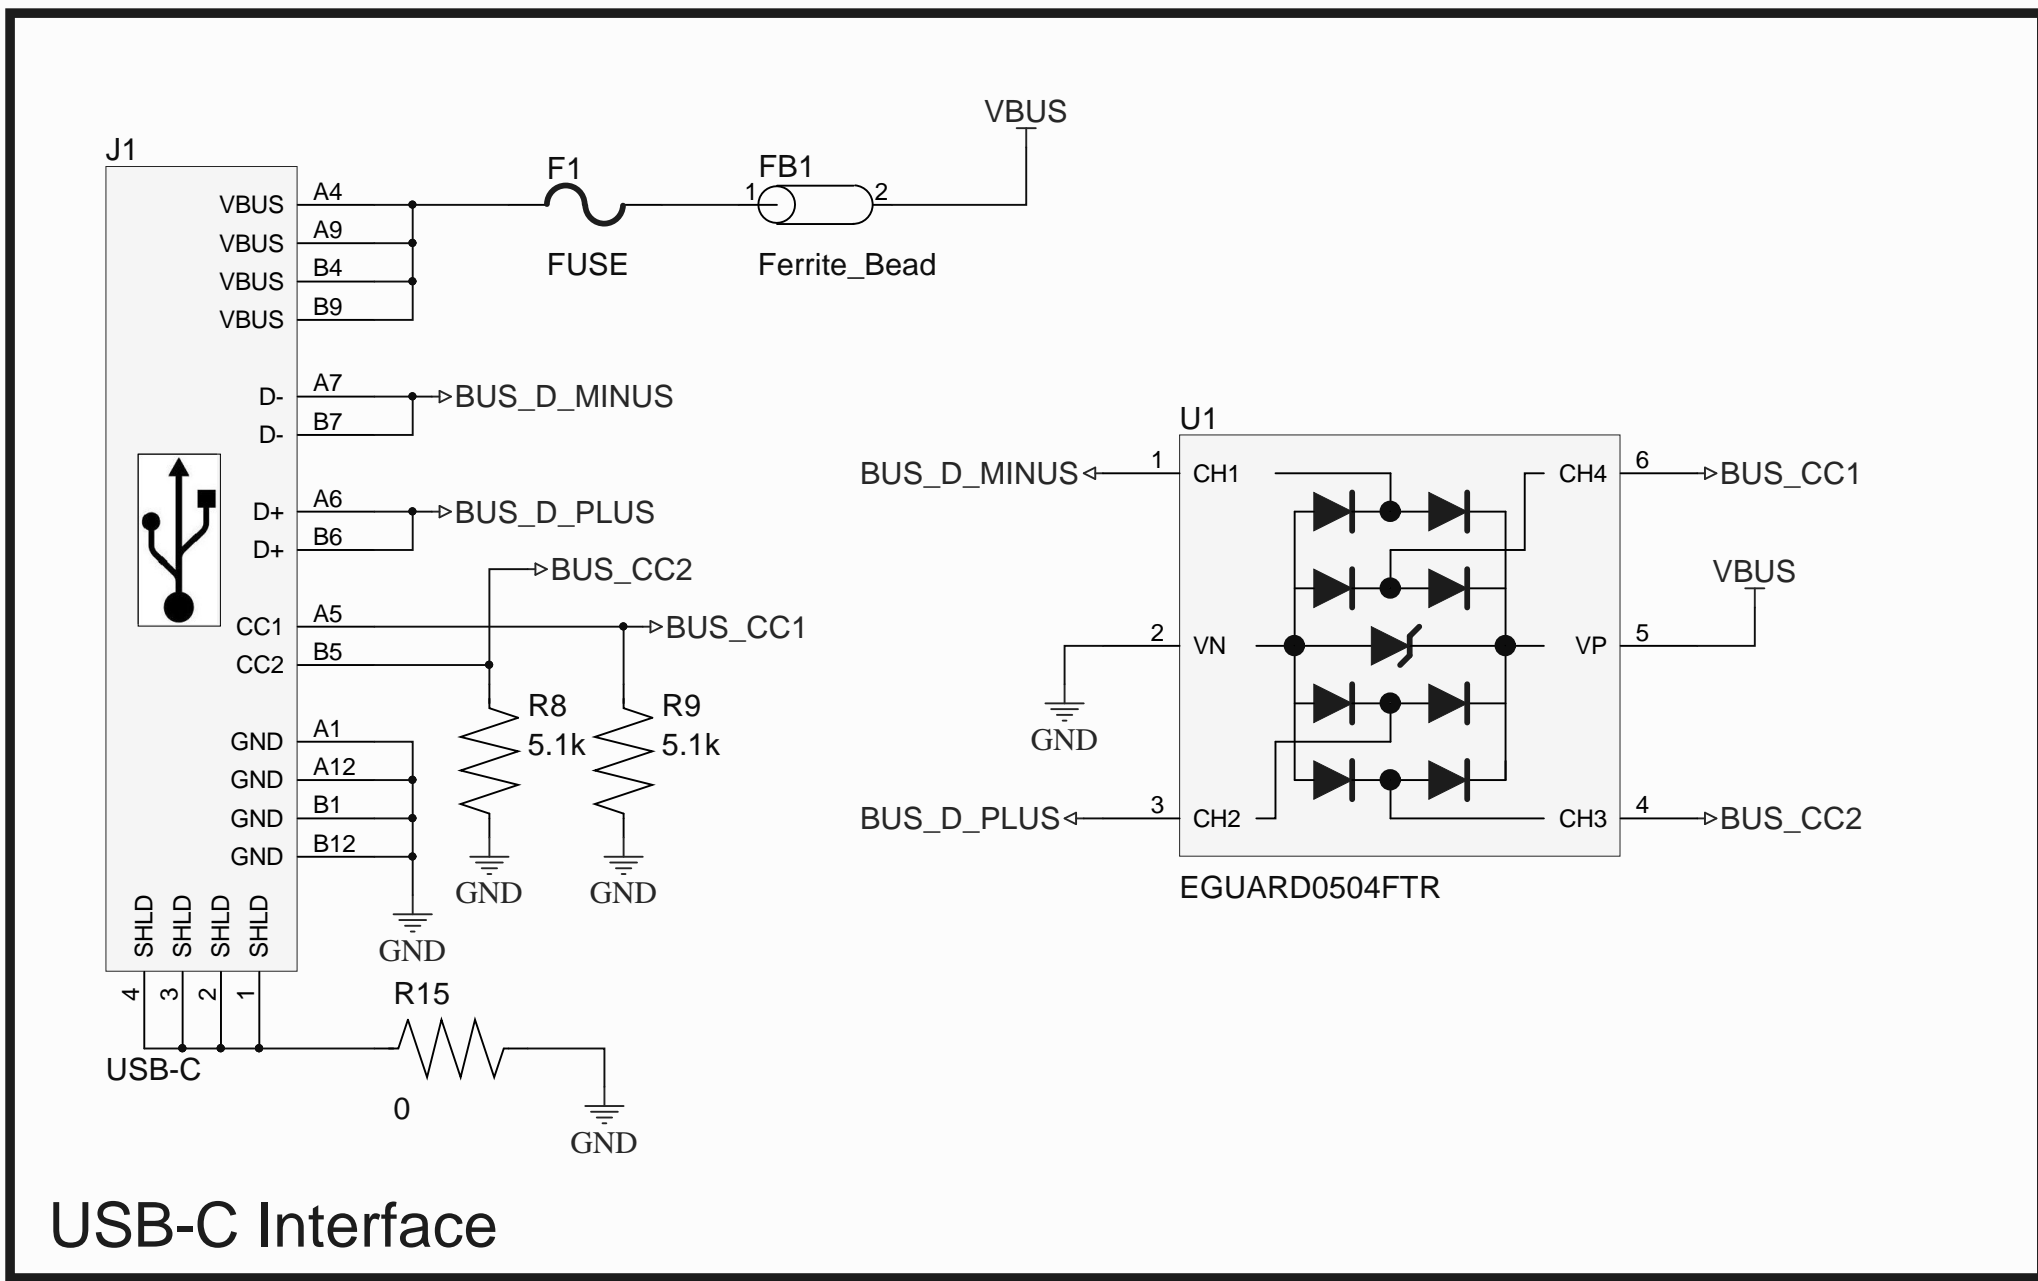 VBUS
J1
F1
FB1
VBUS A4
1
2
VBUS A9
FUSE
Ferrite_Bead
VBUS B4
VBUS B9
D- A7
BUS_D_MINUS
D- B7
D+ A6
BUS_D_PLUS
D+ B6
BUS_CC2
CC1 A5
BUS_CC1
CC2 B5
R8
5.1k
R9
5.1k
GND A1
GND A12
GND B1
GND B12
GND
GND
GND
SHLD
SHLD
SHLD
SHLD
4
3
2
1
USB-C
R15
0
GND
U1
BUS_D_MINUS 1 CH1
CH4 6 BUS_CC1
VBUS
2 VN
VP 5
GND
BUS_D_PLUS 3 CH2
CH3 4 BUS_CC2
EGUARD0504FTR
USB-C Interface